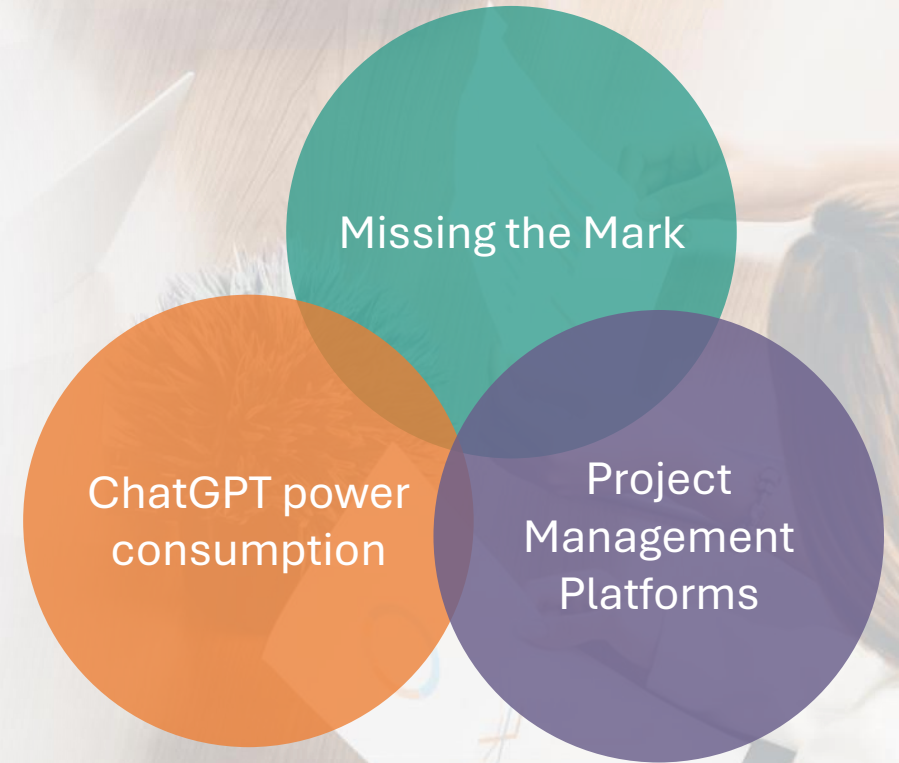 Missing the Mark
ChatGPT power
consumption
Project
Management
Platforms